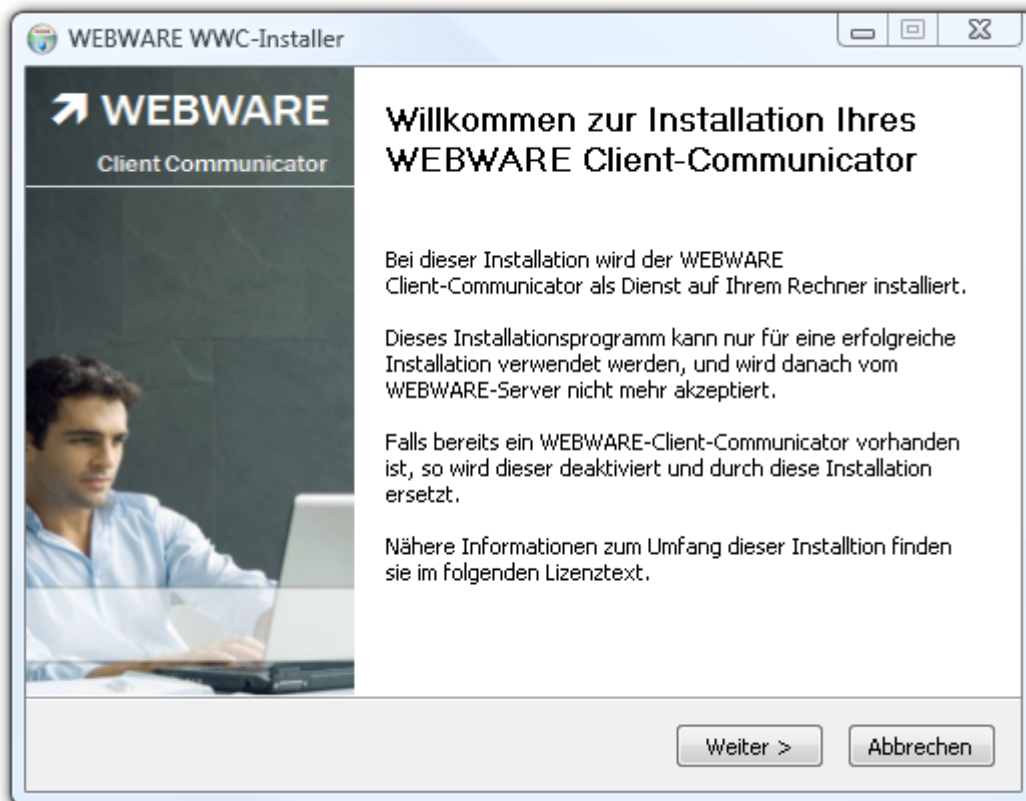 WEBWARE WWC-Installer
WEBWARE
Client Communicator
Willkommen zur Installation Ihres
WEBWARE Client-Communicator
Bei dieser Installation wird der WEBWARE
Client-Communicator als Dienst auf Ihrem Rechner installiert.
Dieses Installationsprogramm kann nur für eine erfolgreiche
Installation verwendet werden, und wird danach vom
WEBWARE-Server nicht mehr akzeptiert.
Falls bereits ein WEBWARE-Client-Communicator vorhanden
ist, so wird dieser deaktiviert und durch diese Installation
ersetzt.
Nähere Informationen zum Umfang dieser Installtion finden
sie im folgenden Lizenztext.
Weiter >
Abbrechen